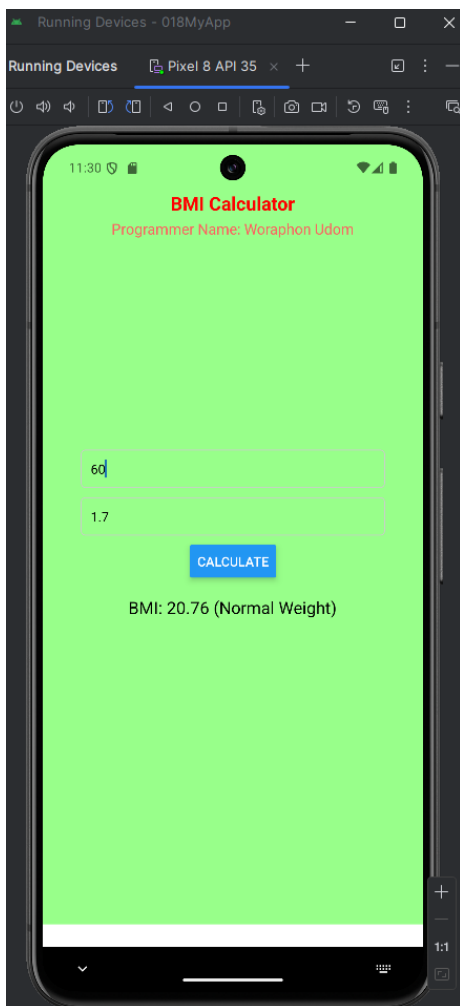 Running Devices - 018MyApp
Running Devices Pixel 8 API 35
11:30
BMI Calculator
Programmer Name: Woraphon Udom
60
1.7
CALCULATE
BMI: 20.76 (Normal Weight)
1:1